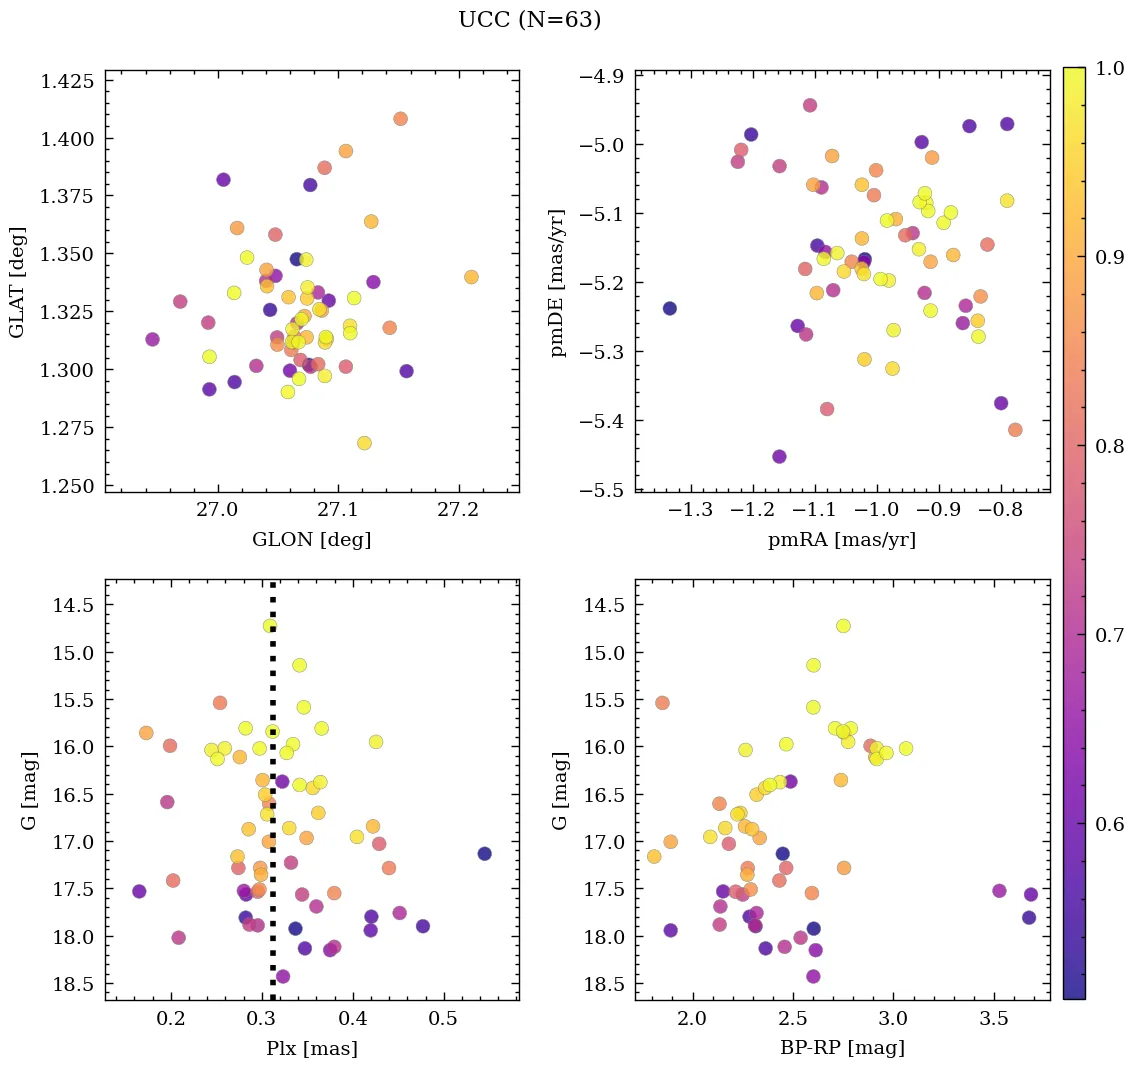 UCC (N=63)
1.425
1.400
1.375
1.350
1.325
1.300
1.275
1.250
GLAT [deg]
27.0 27.1 27.2
GLON [deg]
−4.9
−5.0
−5.1
−5.2
−5.3
−5.4
−5.5
pmDE [mas/yr]
−1.3 −1.2 −1.1 −1.0 −0.9 −0.8
pmRA [mas/yr]
14.5
15.0
15.5
16.0
16.5
17.0
17.5
18.0
18.5
G [mag]
0.2 0.3 0.4 0.5
Plx [mas]
14.5
15.0
15.5
16.0
16.5
17.0
17.5
18.0
18.5
G [mag]
2.0 2.5 3.0 3.5
BP-RP [mag]
1.0
0.9
0.8
0.7
0.6